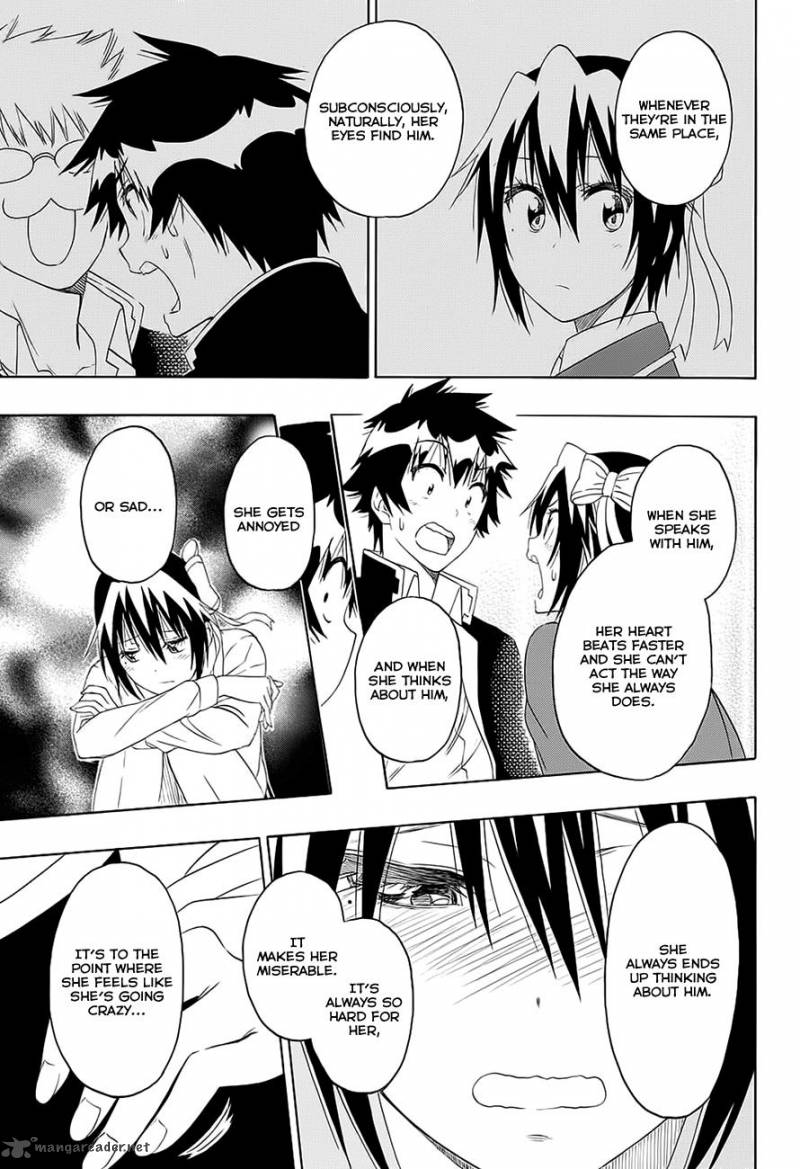 WHENEVER
THEY'RE IN THE
SAME PLACE,
SUBCONSCIOUSLY,
NATURALLY, HER
EYES FIND HIM.
WHEN SHE
SPEAKS
WITH HIM,
HER HEART
BEATS FASTER
AND SHE CAN'T
ACT THE WAY
SHE ALWAYS
DOES.
AND WHEN
SHE THINKS
ABOUT HIM,
SHE GETS
ANNOYED
OR SAD...
SHE
ALWAYS ENDS
UP THINKING
ABOUT HIM.
IT
MAKES HER
MISERABLE.
IT'S
ALWAYS SO
HARD FOR
HER,
IT'S TO THE
POINT WHERE
SHE FEELS LIKE
SHE'S GOING
CRAZY...
mangareader.net